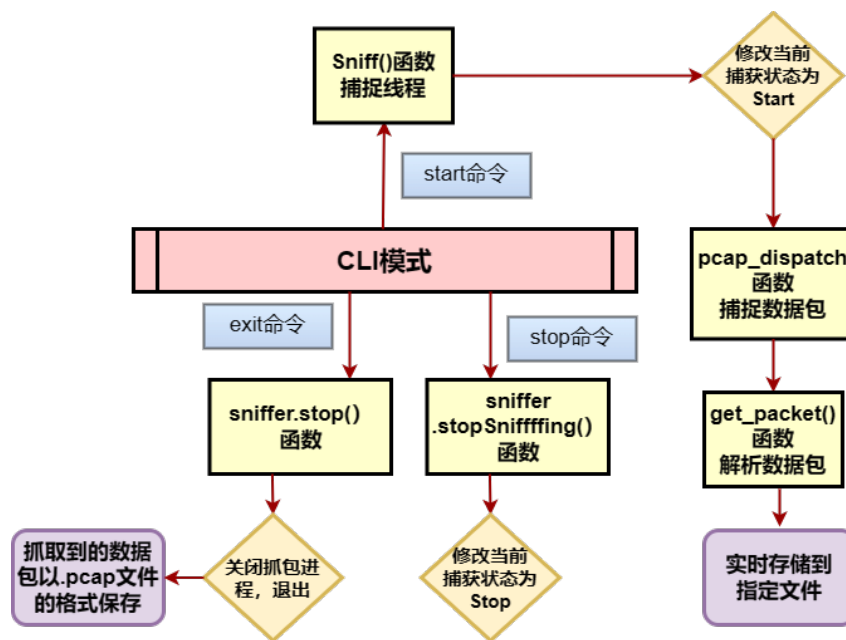 Sniff()函数
捕捉线程
修改当前
捕获状态为
Start
start命令
CLI模式
pcap_dispatch
函数
捕捉数据包
exit命令
stop命令
sniffer.stop()
函数
sniffer
.stopSniffffing()
函数
get_packet()
函数
解析数据包
抓取到的数据
包以.pcap文件
的格式保存
关闭抓包进
程，退出
修改当前
捕获状态为
Stop
实时存储到
指定文件